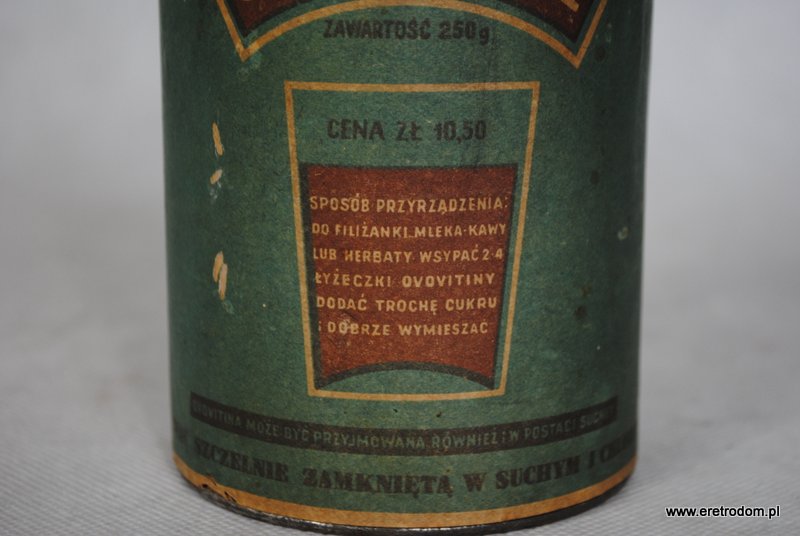 ZAWARTOŚĆ 250g
CENA ZŁ 10,50
SPOSÓB PRZYRZĄDZENIA:
DO FILIŻANKI MLEKA-KAWY
LUB HERBATY WSYPAĆ 2-4
ŁYŻECZKI OVOVITINY
DODAĆ TROCHĘ CUKRU
i DOBRZE WYMIESZAĆ
OVOVITINA MOŻE BYĆ PRZYJMOWANA RÓWNIEŻ I W POSTACI
SZCZELNIE ZAMKNIĘTĄ W SUCHYM I
www.eretrodom.pl